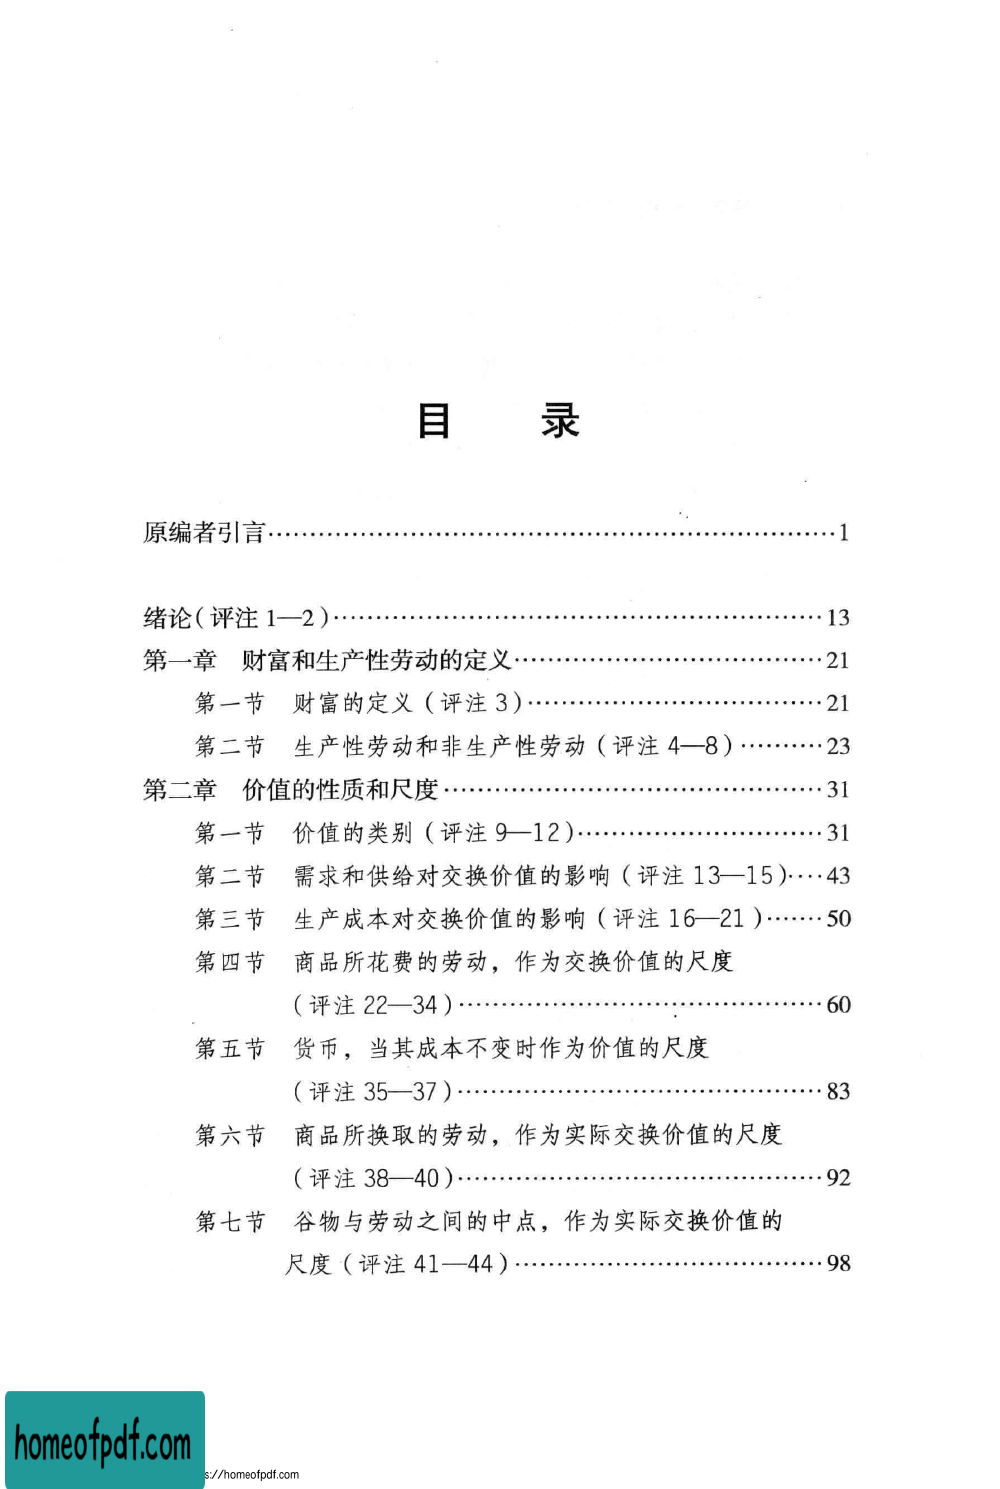 目 录
原编者引言……1
绪论(评注 1—2)……13
第一章 财富和生产性劳动的定义……21
第一节 财富的定义(评注 3)……21
第二节 生产性劳动和非生产性劳动(评注 4—8)……23
第二章 价值的性质和尺度……31
第一节 价值的类别(评注 9—12)……31
第二节 需求和供给对交换价值的影响(评注 13—15)……43
第三节 生产成本对交换价值的影响(评注 16—21)……50
第四节 商品所花费的劳动，作为交换价值的尺度
(评注 22—34)……60
第五节 货币，当其成本不变时作为价值的尺度
(评注 35—37)……83
第六节 商品所换取的劳动，作为实际交换价值的尺度
(评注 38—40)……92
第七节 谷物与劳动之间的中点，作为实际交换价值的
尺度(评注 41—44)……98
homeofpdf.com
s://homeofpdf.com